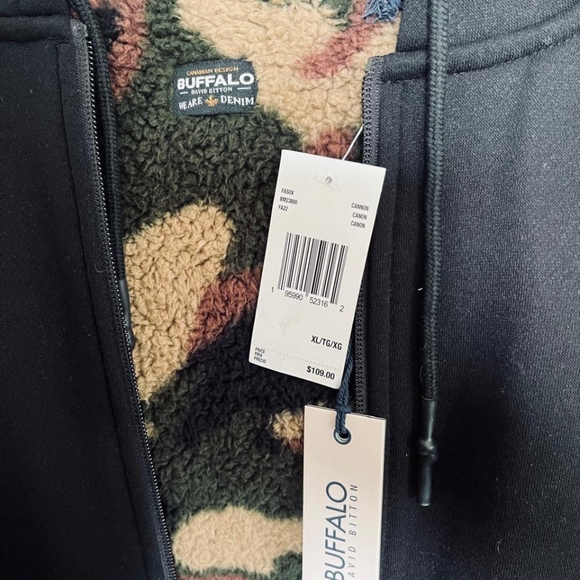 CANADIAN DESIGN
BUFFALO
DAVID BITTON
WE ARE DENIM
FA50X
BM23898
FA22
CANNON
CANON
CANON
1 95990 52316 2
XL/TG/XG
PRICE
PRIX
PRECIO
$109.00
BUFFALO
DAVID BITTON